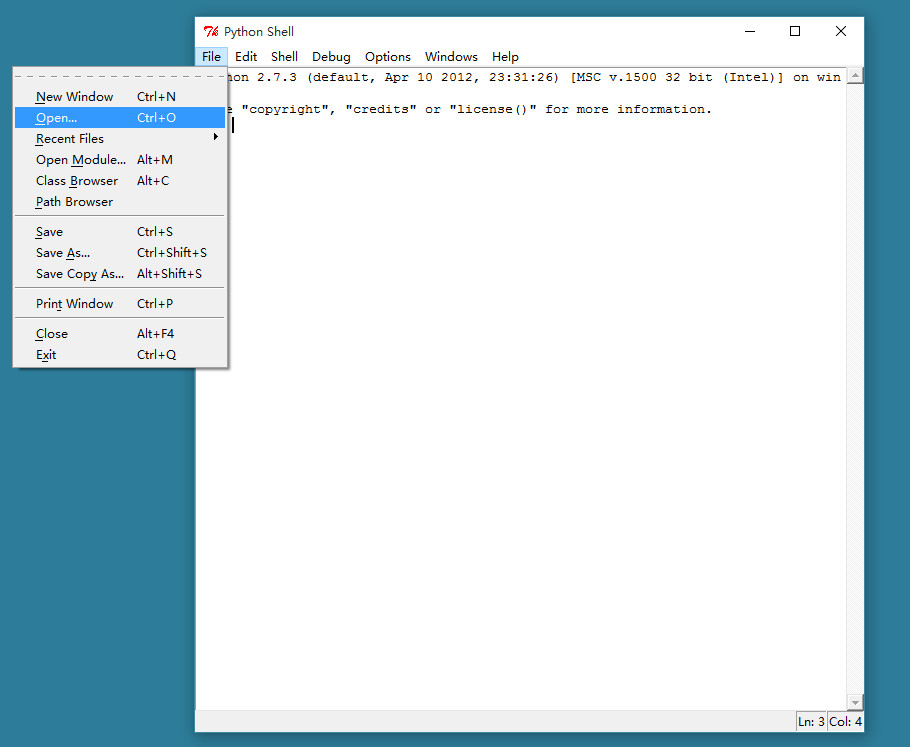 Python Shell
File Edit Shell Debug Options Windows Help
on 2.7.3 (default, Apr 10 2012, 23:31:26) [MSC v.1500 32 bit (Intel)] on win
"copyright", "credits" or "license()" for more information.
New Window Ctrl+N
Open... Ctrl+O
Recent Files
Open Module... Alt+M
Class Browser Alt+C
Path Browser
Save Ctrl+S
Save As... Ctrl+Shift+S
Save Copy As... Alt+Shift+S
Print Window Ctrl+P
Close Alt+F4
Exit Ctrl+Q
Ln: 3 Col: 4